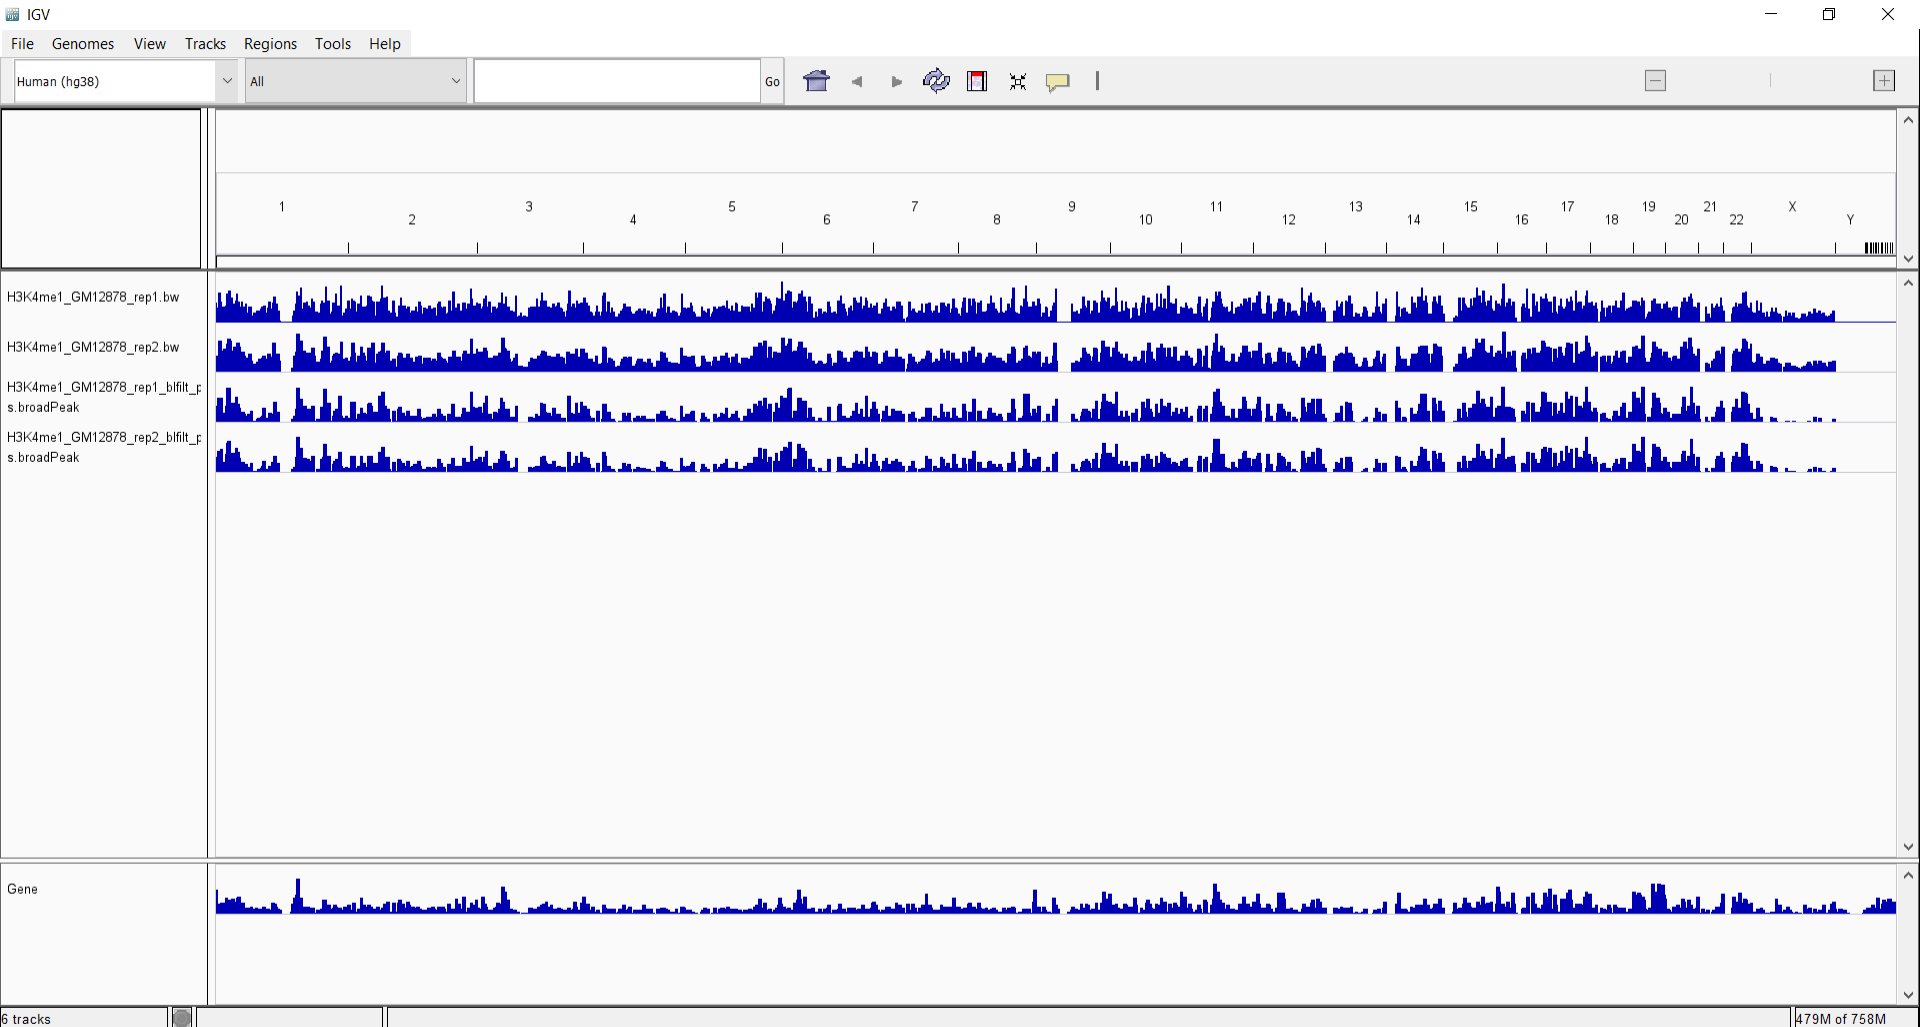 IGV
File Genomes View Tracks Regions Tools Help
Human (hg38) All Go
1 3 5 7 9 11 13 15 17 19 21 X
2 4 6 8 10 12 14 16 18 20 22 Y
H3K4me1_GM12878_rep1.bw
H3K4me1_GM12878_rep2.bw
H3K4me1_GM12878_rep1_blfilt_p
s.broadPeak
H3K4me1_GM12878_rep2_blfilt_p
s.broadPeak
Gene
6 tracks 479M of 758M